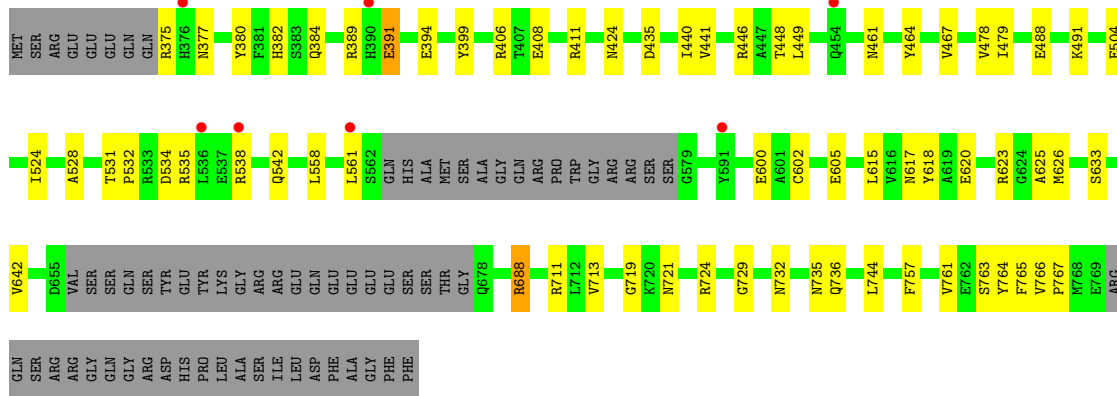 MET SER ARG GLU GLU GLU GLN GLN R375 H376 N377 Y380 F381 H382 S383 Q384 R389 H390 E391 E394 Y399 R406 T407 E408 R411 N424 D435 I440 V441 R446 A447 T448 L449 Q454 N461 Y464 V467 V478 I479 E488 K491 E504
I524 A528 T531 P532 R533 D534 R535 L536 E537 R538 Q542 L558 L561 S562 GLN HIS ALA MET SER ALA GLY GLN ARG PRO TRP GLY ARG ARG SER SER G579 Y591 E600 A601 C602 E605 L615 V616 N617 Y618 A619 E620 R623 G624 A625 M626 S633
V642 D655 VAL SER SER GLN SER TYR GLU TYR LYS GLY ARG ARG GLU GLN GLU GLU GLU GLU SER SER THR GLY Q678 R688 R711 L712 V713 G719 K720 N721 R724 G729 N732 N735 Q736 L744 F757 V761 E762 S763 Y764 F765 V766 P767 M768 E769 ARG
GLN SER ARG ARG GLY GLN GLY ARG ASP HIS PRO LEU ALA SER ILE LEU ASP PHE ALA GLY PHE PHE